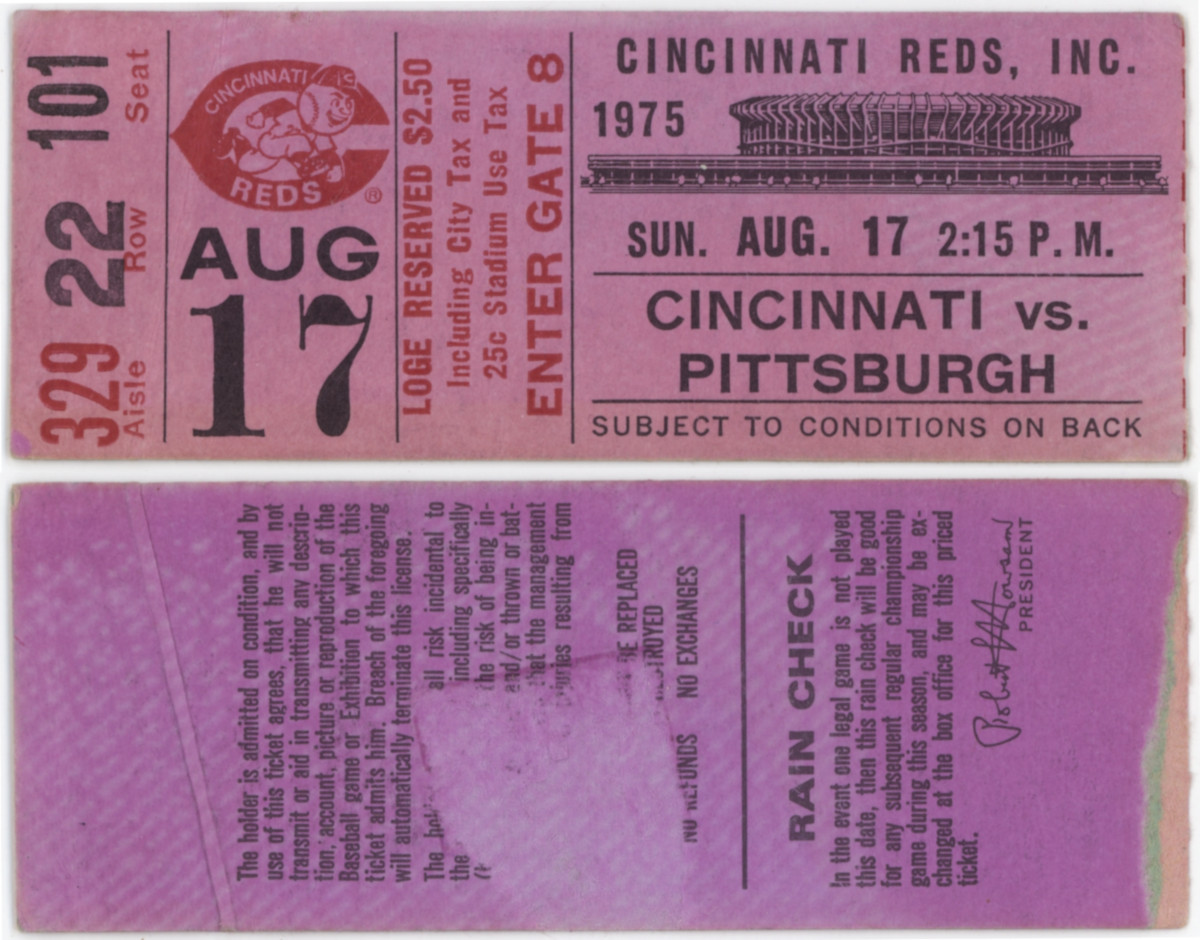 101 Seat
22 Row
329 Aisle
CINCINNATI
REDS ®
AUG
17
LOGE RESERVED $2.50
Including City Tax and
25c Stadium Use Tax
ENTER GATE 8
CINCINNATI REDS, INC.
1975
SUN. AUG. 17 2:15 P.M.
CINCINNATI vs.
PITTSBURGH
SUBJECT TO CONDITIONS ON BACK
The holder is admitted on condition, and by
use of this ticket agrees, that he will not
transmit or aid in transmitting any descrip-
tion, account, picture or reproduction of the
Baseball game or Exhibition to which this
ticket admits him. Breach of the foregoing
will automatically terminate this license.
The all risk incidental to
the including specifically
the risk of being in-
and/or thrown or bat-
that the management
resulting from
BE REPLACED
NO REFUNDS NO EXCHANGES
RAIN CHECK
In the event one legal game is not played
this date, then this rain check will be good
for any subsequent regular championship
game during this season, and may be ex-
changed at the box office for this priced
ticket.
Robert L Howsam
PRESIDENT